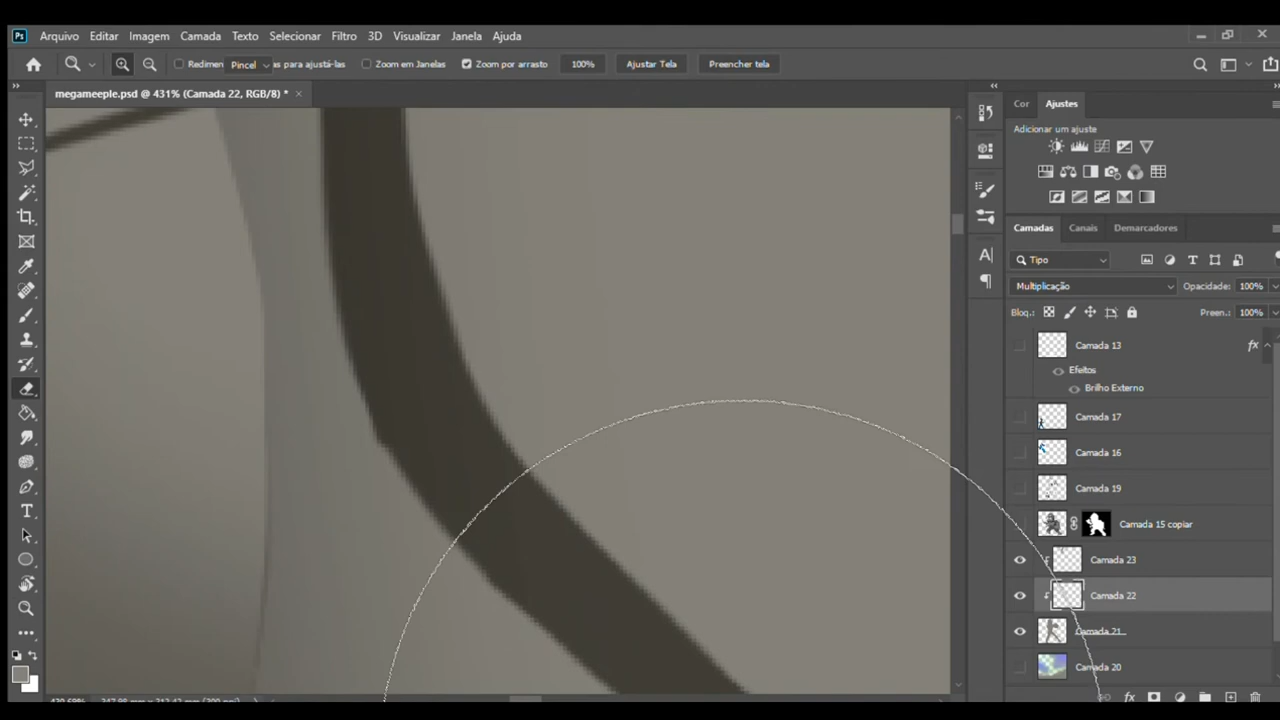 Ps Arquivo Editar Imagem Camada Texto Selecionar Filtro 3D Visualizar Janela Ajuda
Redimen Pincel as para ajustá-las Zoom em Janelas Zoom por arrasto 100% Ajustar Tela Preencher tela
megameeple.psd @ 431% (Camada 22, RGB/8) *
Cor Ajustes
Adicionar um ajuste
Camadas Canais Demarcadores
Tipo
Multiplicação Opacidade: 100%
Bloq.: Preen.: 100%
Camada 13 fx
Efeitos
Brilho Externo
Camada 17
Camada 16
Camada 19
Camada 15 copiar
Camada 23
Camada 22
Camada 21
Camada 20
fx